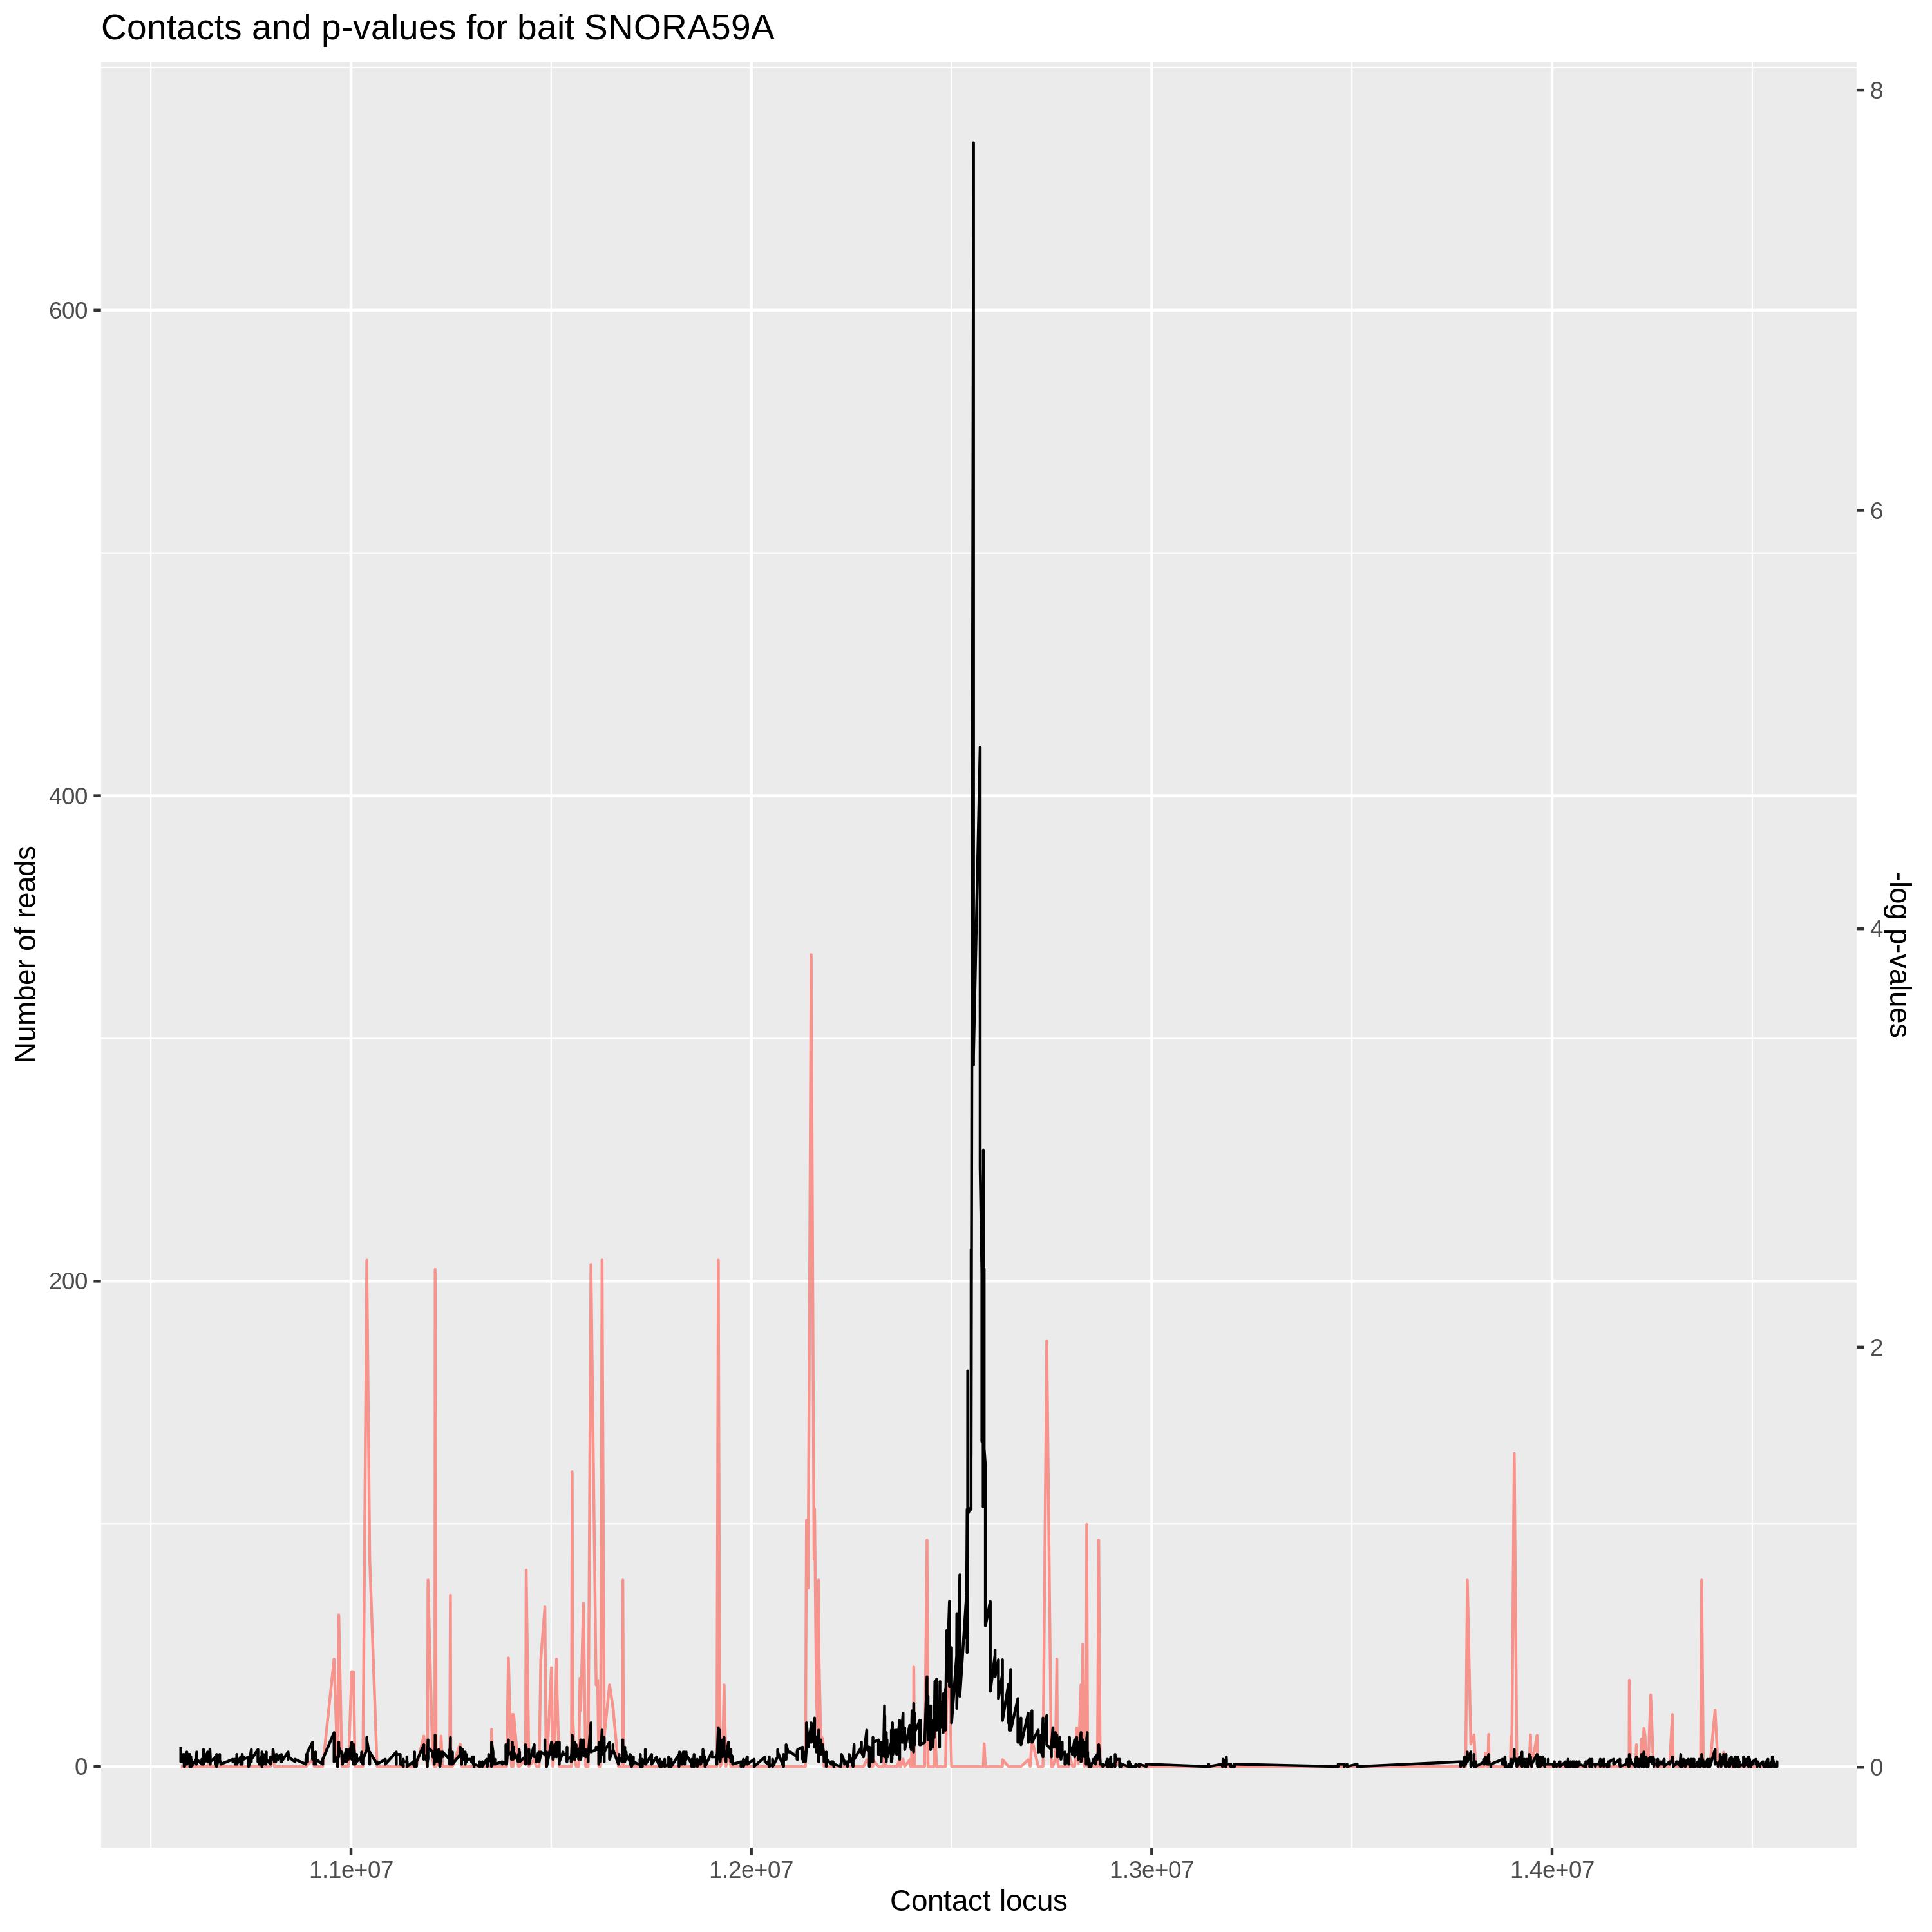 Contacts and p-values for bait SNORA59A
8
600
6
400
4
200
2
0
0
Number of reads
-log p-values
1.1e+07
1.2e+07
1.3e+07
1.4e+07
Contact locus